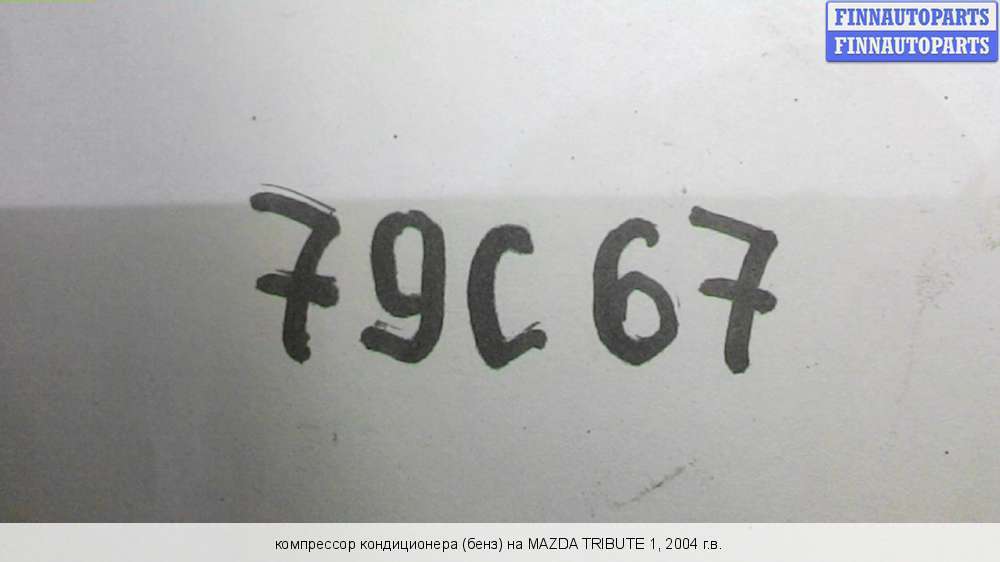 FINNAUTOPARTS
FINNAUTOPARTS
79C67
компрессор кондиционера (бенз) на MAZDA TRIBUTE 1, 2004 г.в.